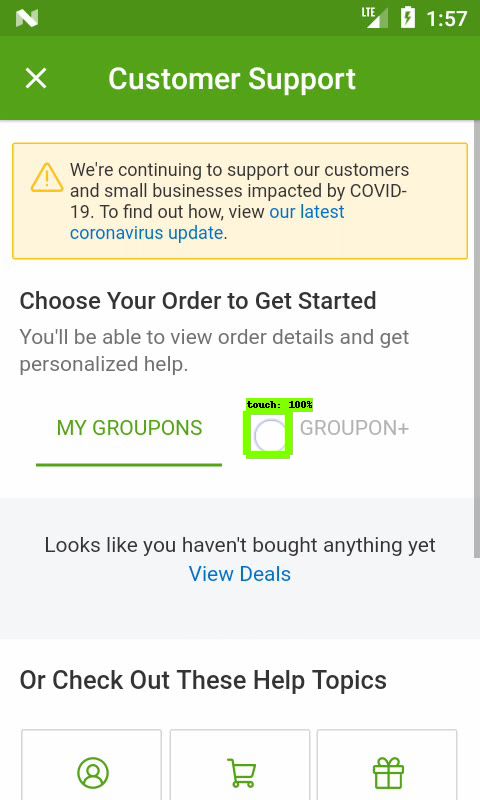 LTE 1:57
Customer Support
We're continuing to support our customers
and small businesses impacted by COVID-
19. To find out how, view our latest
coronavirus update.
Choose Your Order to Get Started
You'll be able to view order details and get
personalized help.
touch: 100%
MY GROUPONS GROUPON+
Looks like you haven't bought anything yet
View Deals
Or Check Out These Help Topics